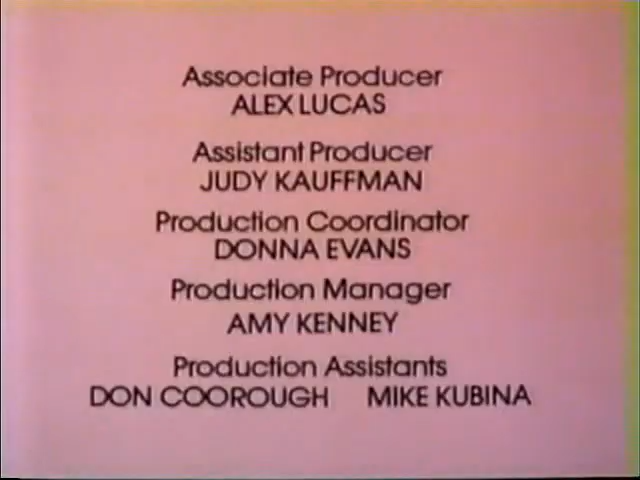 Associate Producer
ALEX LUCAS
Assistant Producer
JUDY KAUFFMAN
Production Coordinator
DONNA EVANS
Production Manager
AMY KENNEY
Production Assistants
DON COOROUGH MIKE KUBINA